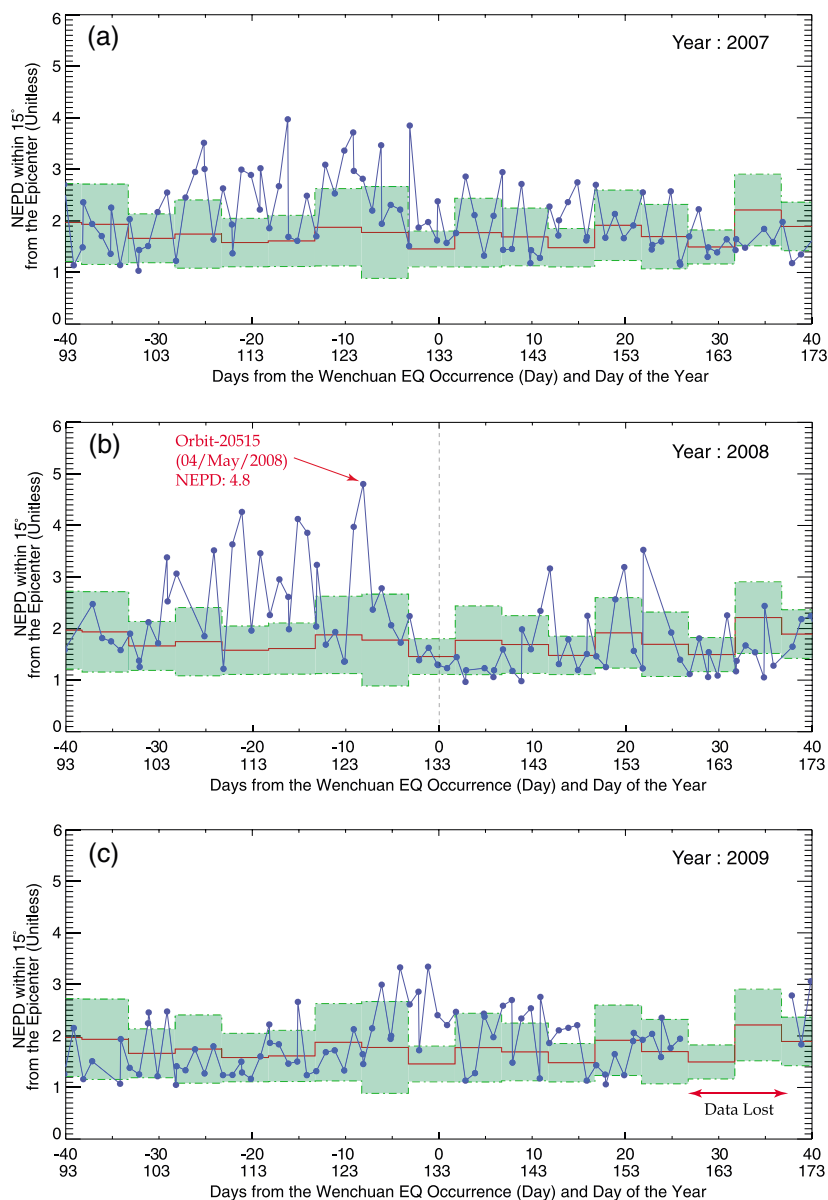 (a)
Year : 2007
NEPD within 15°
from the Epicenter (Unitless)
6
5
4
3
2
1
0
-40 -30 -20 -10 0 10 20 30 40
93 103 113 123 133 143 153 163 173
Days from the Wenchuan EQ Occurrence (Day) and Day of the Year
(b)
Year : 2008
Orbit-20515
(04/May/2008)
NEPD: 4.8
NEPD within 15°
from the Epicenter (Unitless)
6
5
4
3
2
1
0
-40 -30 -20 -10 0 10 20 30 40
93 103 113 123 133 143 153 163 173
Days from the Wenchuan EQ Occurrence (Day) and Day of the Year
(c)
Year : 2009
NEPD within 15°
from the Epicenter (Unitless)
6
5
4
3
2
1
0
Data Lost
-40 -30 -20 -10 0 10 20 30 40
93 103 113 123 133 143 153 163 173
Days from the Wenchuan EQ Occurrence (Day) and Day of the Year